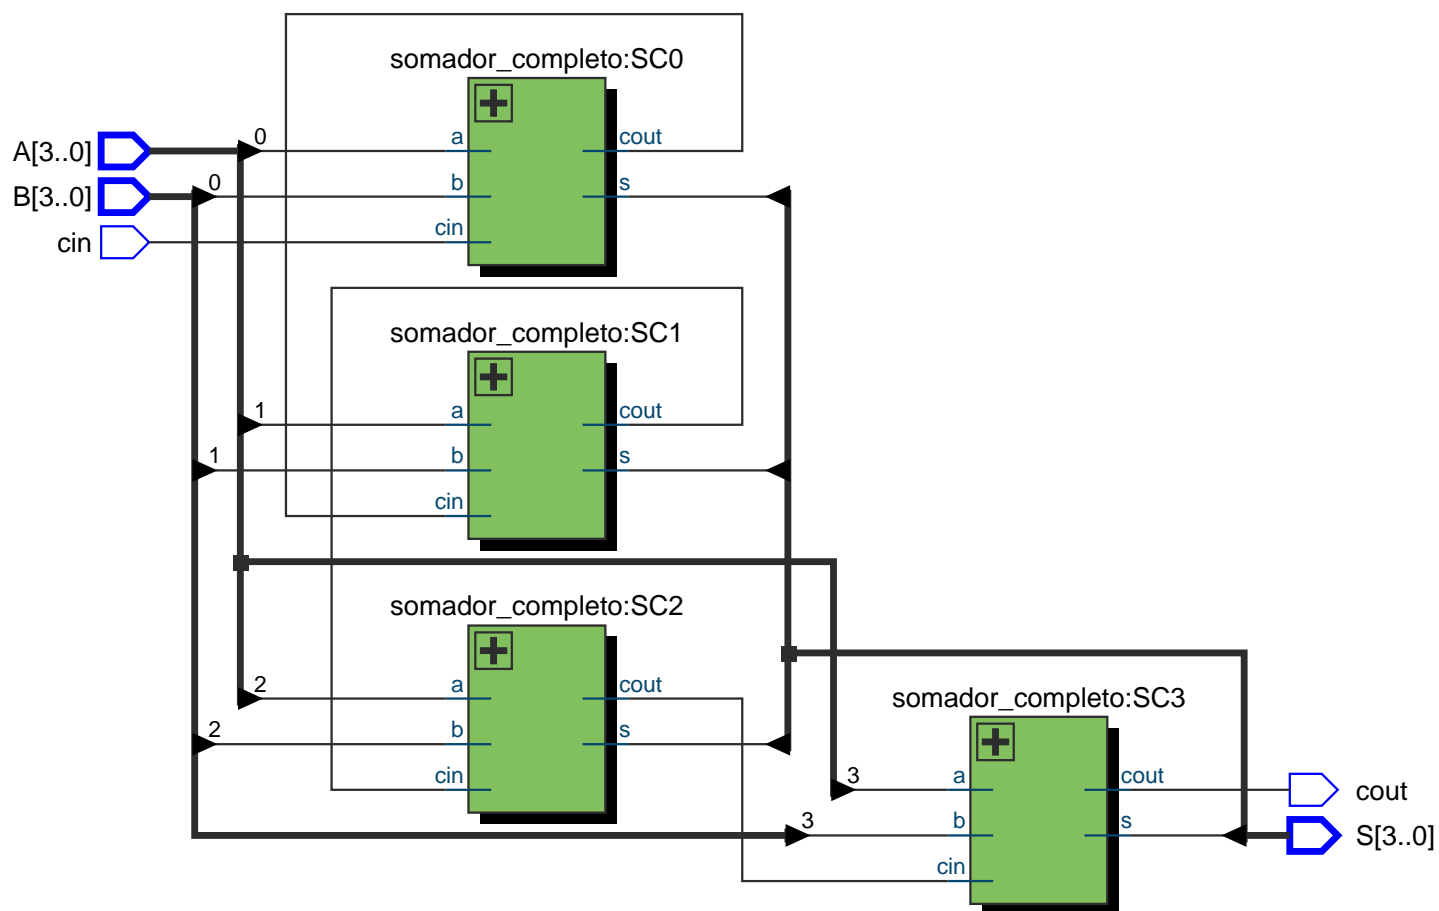 somador_completo:SC0
A[3..0]
0
a
cout
B[3..0]
0
b
s
cin
cin
somador_completo:SC1
1
a
cout
1
b
s
cin
somador_completo:SC2
2
a
cout
2
b
s
cin
somador_completo:SC3
3
a
cout
cout
3
b
s
S[3..0]
cin